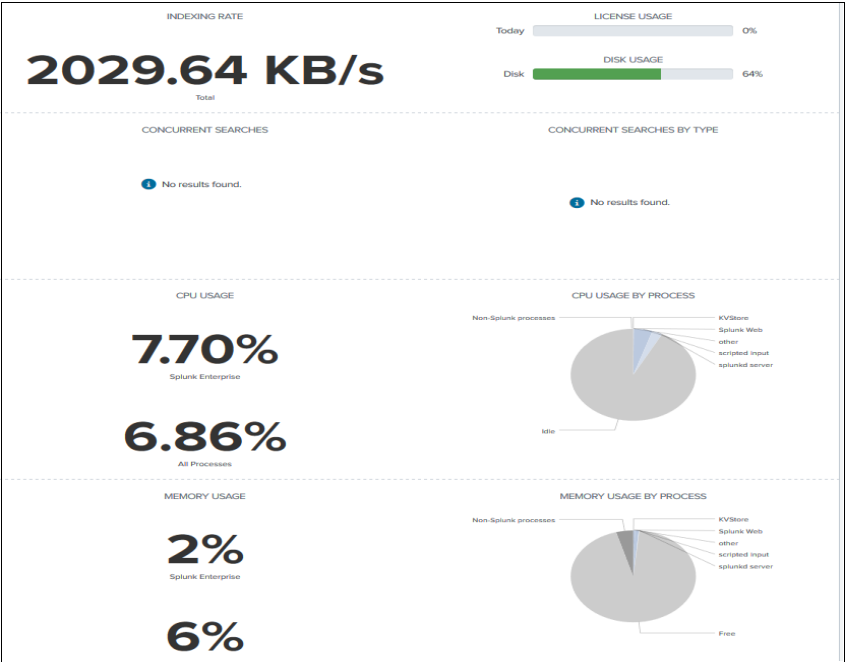 INDEXING RATE
2029.64 KB/s
Total
LICENSE USAGE
Today 0%
DISK USAGE
Disk 64%
CONCURRENT SEARCHES
No results found.
CONCURRENT SEARCHES BY TYPE
No results found.
CPU USAGE
7.70%
Splunk Enterprise
6.86%
All Processes
CPU USAGE BY PROCESS
Non-Splunk processes
KVStore
Splunk Web
other
scripted input
splunkd server
Idle
MEMORY USAGE
2%
Splunk Enterprise
6%
MEMORY USAGE BY PROCESS
Non-Splunk processes
KVStore
Splunk Web
other
scripted input
splunkd server
Free